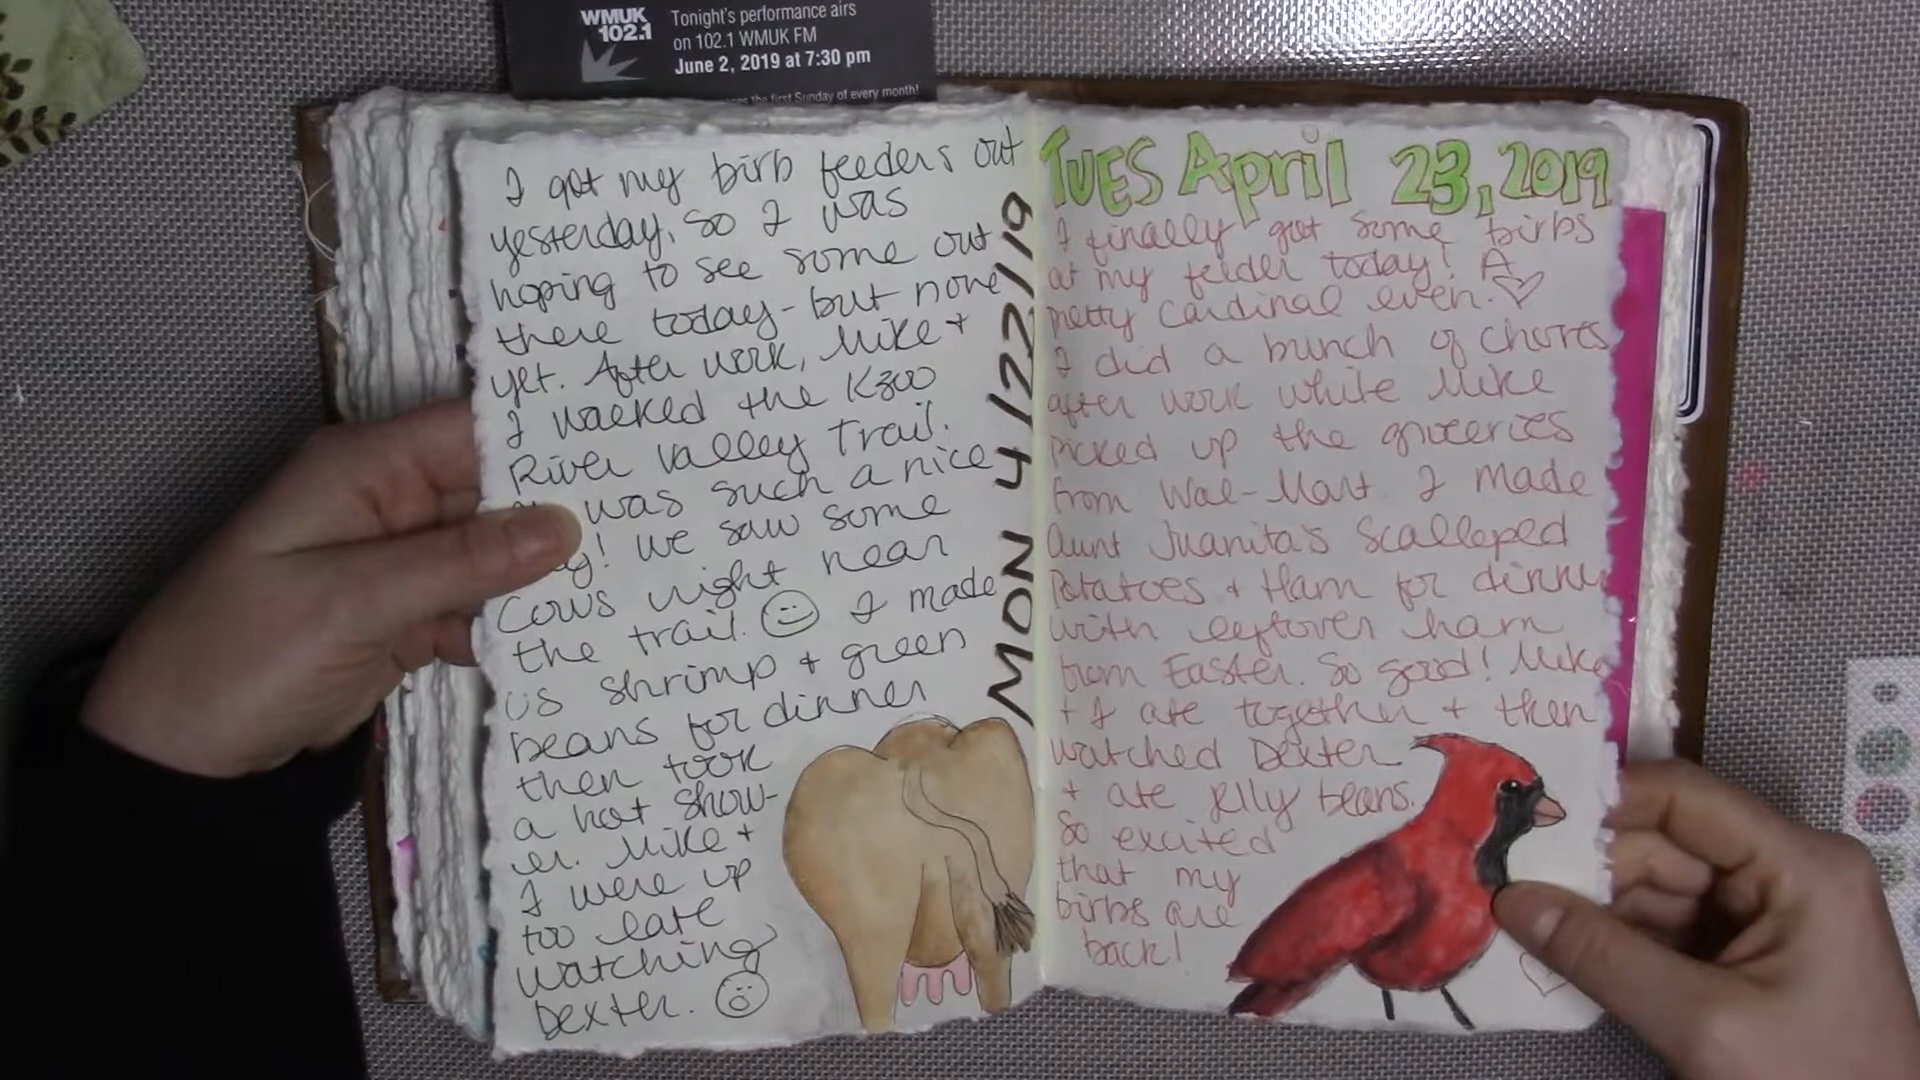 WMUK
102.1
Tonight's performance airs
on 102.1 WMUK FM
June 2, 2019 at 7:30 pm
the first Sunday of every month!
I got my birb feeders out
yesterday, so I was
hoping to see some out
there today - but none
yet. After work, Mike +
I walked the Kzoo
River Valley Trail.
was such a nice
! We saw some
cows right near
the trail. I made
us shrimp + green
beans for dinner
then took
a hot show-
er. Mike +
I were up
too late
watching
Dexter.
MON 4/22/19
TUES April 23, 2019
I finally got some birbs
at my feeder today! A
pretty cardinal even.
I did a bunch of chores
after work while Mike
picked up the groceries
from Wal-Mart. I made
Aunt Juanita's Scalloped
Potatoes + Ham for dinner
with leftover ham
from Easter. So good! Mike
+ I ate together + then
watched Dexter
+ ate jelly beans.
So excited
that my
birbs are
back!